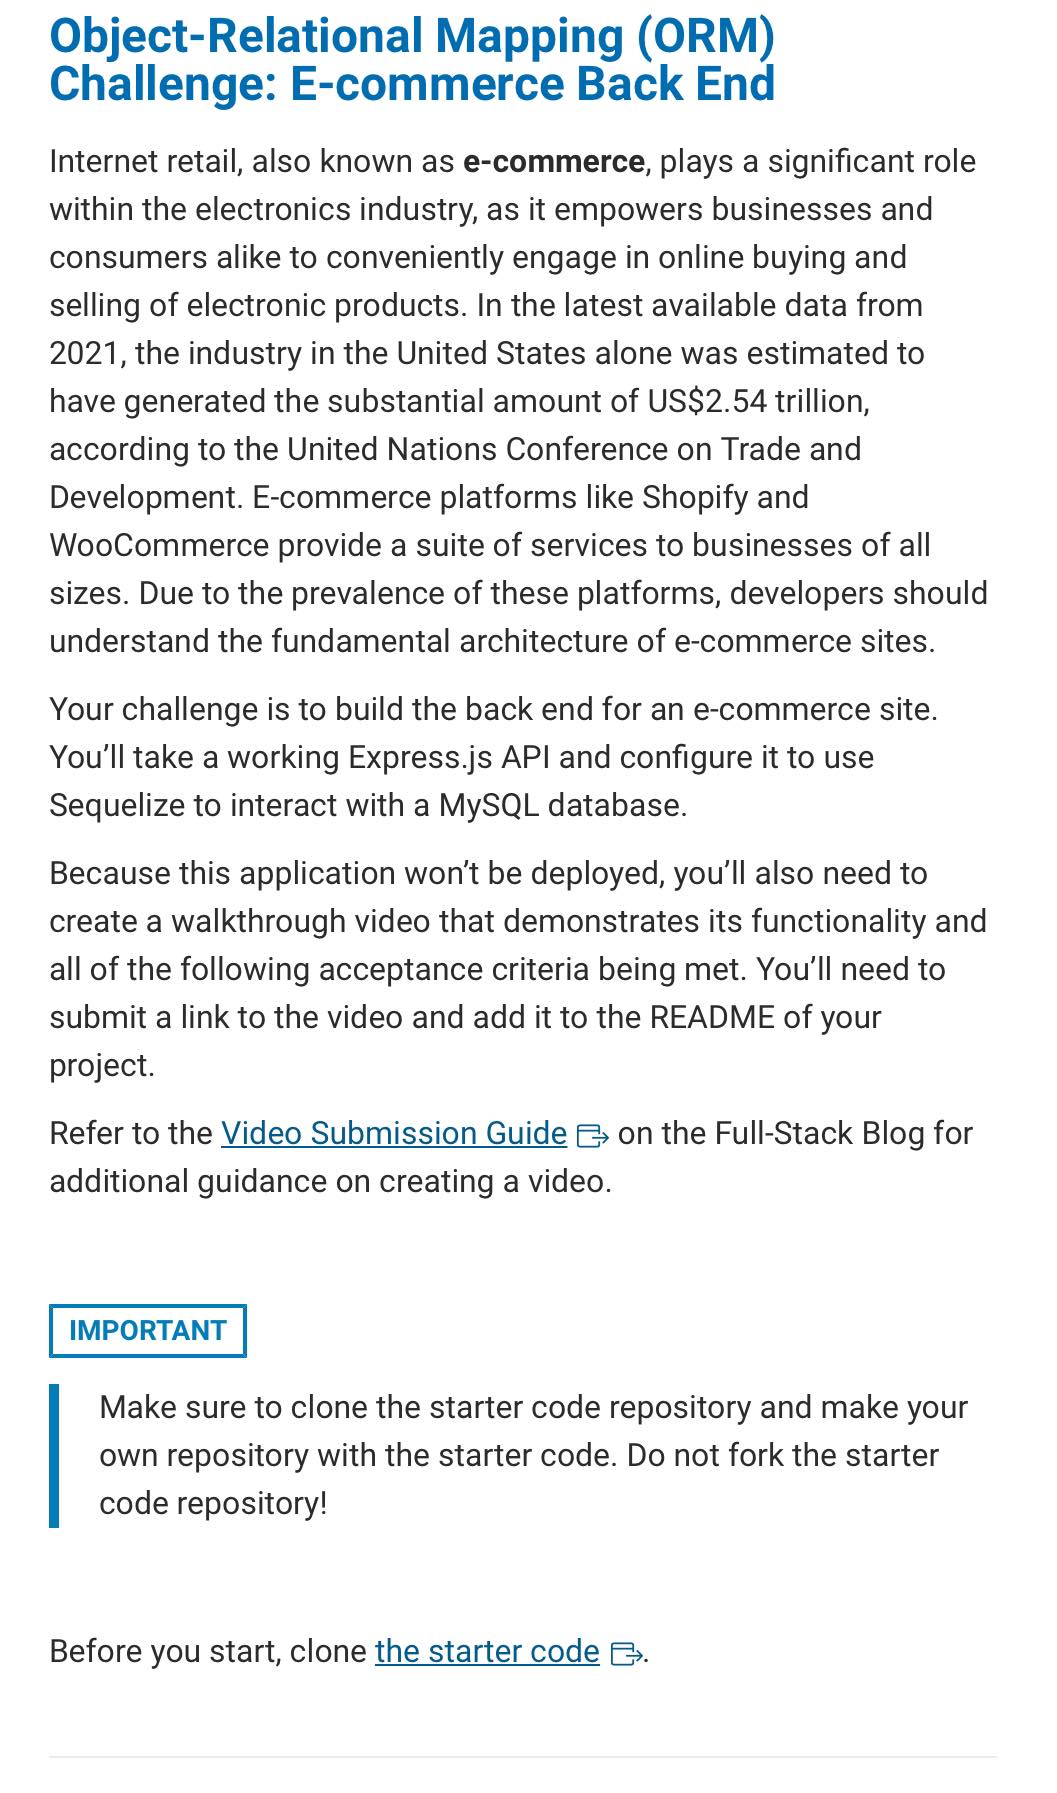 Object-Relational Mapping (ORM)
Challenge: E-commerce Back End
Internet retail, also known as e-commerce, plays a significant role
within the electronics industry, as it empowers businesses and
consumers alike to conveniently engage in online buying and
selling of electronic products. In the latest available data from
2021, the industry in the United States alone was estimated to
have generated the substantial amount of US$2.54 trillion,
according to the United Nations Conference on Trade and
Development. E-commerce platforms like Shopify and
WooCommerce provide a suite of services to businesses of all
sizes. Due to the prevalence of these platforms, developers should
understand the fundamental architecture of e-commerce sites.
Your challenge is to build the back end for an e-commerce site.
You’ll take a working Express.js API and configure it to use
Sequelize to interact with a MySQL database.
Because this application won’t be deployed, you’ll also need to
create a walkthrough video that demonstrates its functionality and
all of the following acceptance criteria being met. You’ll need to
submit a link to the video and add it to the README of your
project.
Refer to the Video Submission Guide on the Full-Stack Blog for
additional guidance on creating a video.
IMPORTANT
Make sure to clone the starter code repository and make your
own repository with the starter code. Do not fork the starter
code repository!
Before you start, clone the starter code .